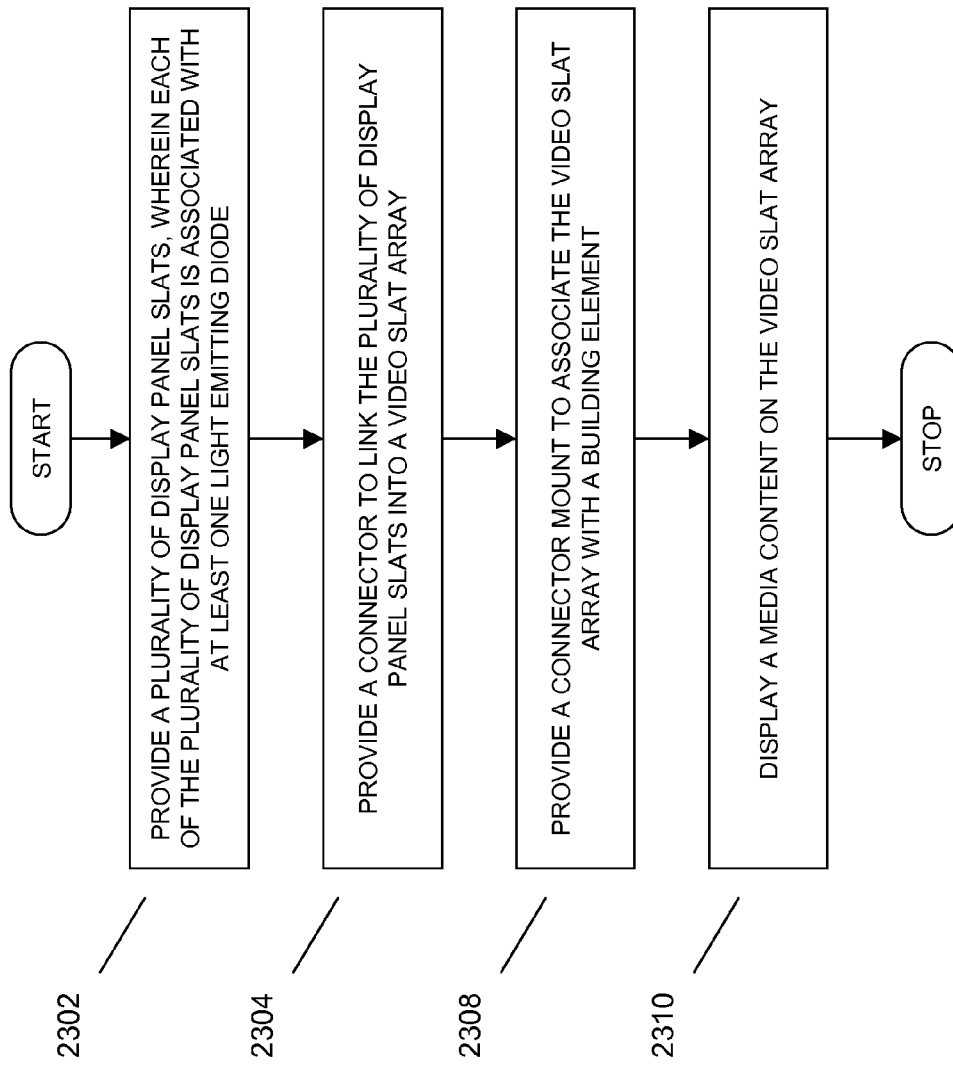 START
2302
PROVIDE A PLURALITY OF DISPLAY PANEL SLATS, WHEREIN EACH
OF THE PLURALITY OF DISPLAY PANEL SLATS IS ASSOCIATED WITH
AT LEAST ONE LIGHT EMITTING DIODE
2304
PROVIDE A CONNECTOR TO LINK THE PLURALITY OF DISPLAY
PANEL SLATS INTO A VIDEO SLAT ARRAY
2308
PROVIDE A CONNECTOR MOUNT TO ASSOCIATE THE VIDEO SLAT
ARRAY WITH A BUILDING ELEMENT
2310
DISPLAY A MEDIA CONTENT ON THE VIDEO SLAT ARRAY
STOP